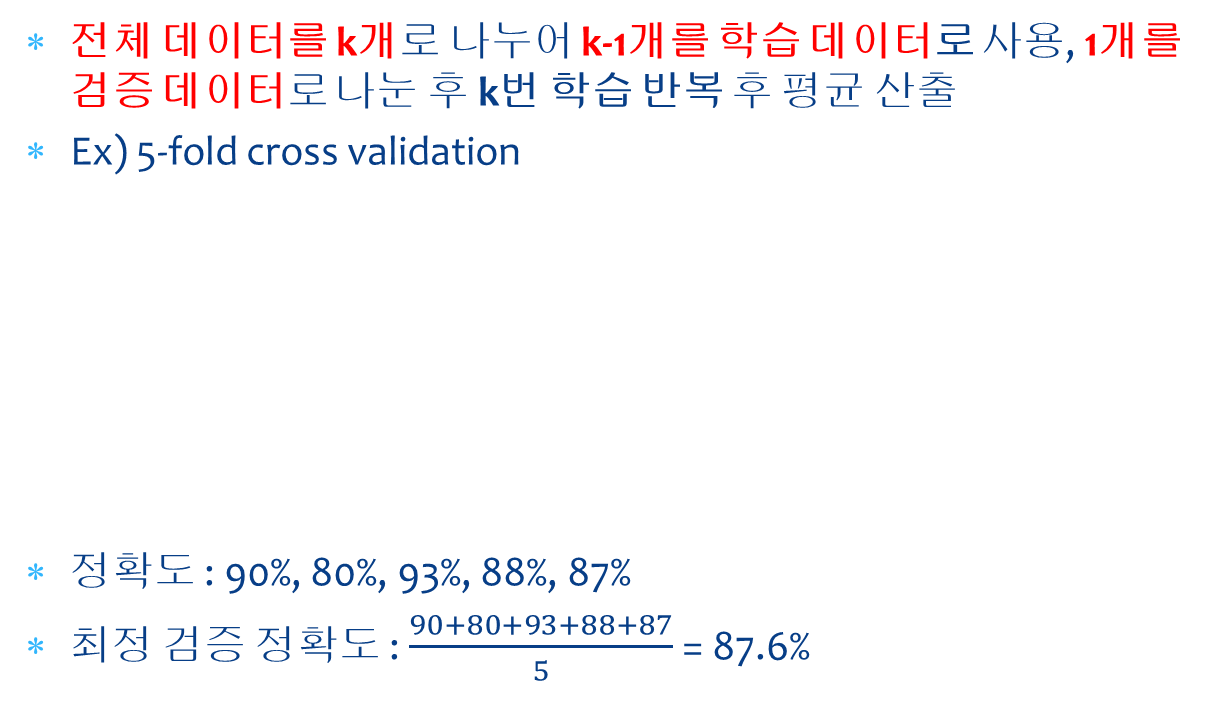 * 전체 데이터를 k개로 나누어 k-1개를 학습 데이터로 사용, 1개를
검증 데이터로 나눈 후 k번 학습 반복 후 평균 산출
* Ex) 5-fold cross validation
* 정확도 : 90%, 80%, 93%, 88%, 87%
* 최정 검증 정확도 : 90+80+93+88+87 / 5 = 87.6%